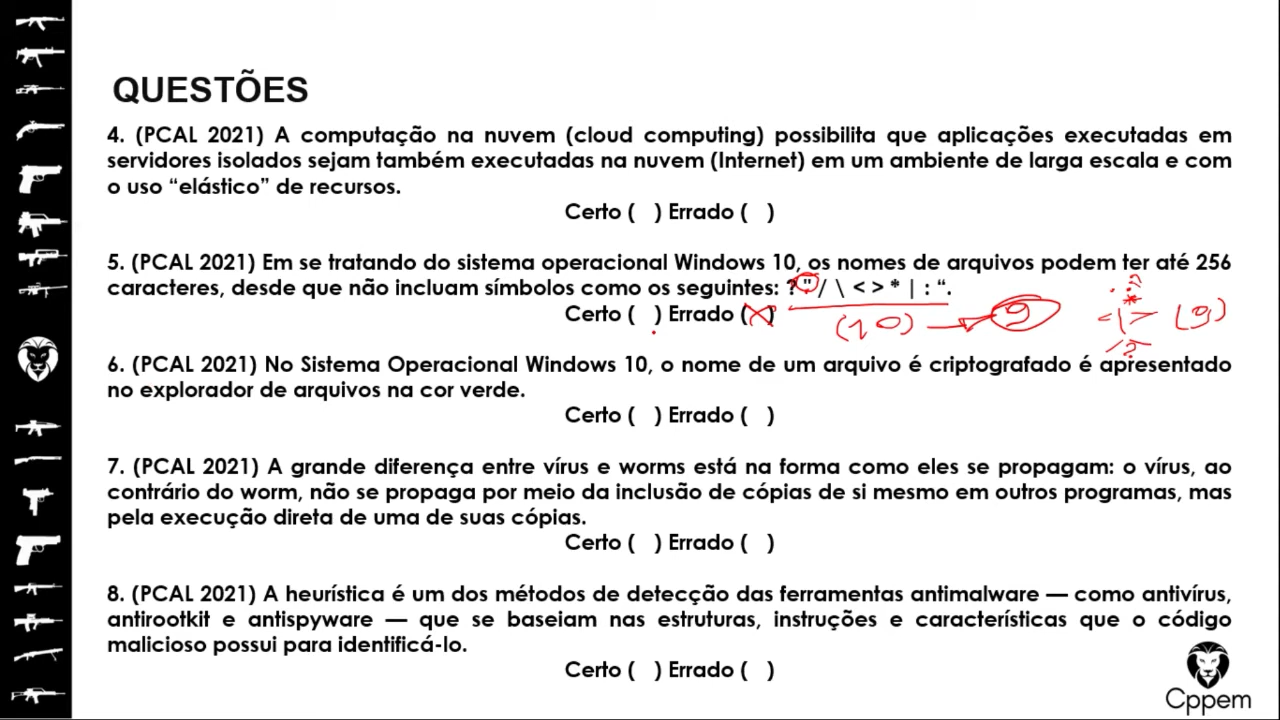 QUESTÕES
4. (PCAL 2021) A computação na nuvem (cloud computing) possibilita que aplicações executadas em
servidores isolados sejam também executadas na nuvem (Internet) em um ambiente de larga escala e com
o uso “elástico” de recursos.
Certo (   ) Errado (   )
5. (PCAL 2021) Em se tratando do sistema operacional Windows 10, os nomes de arquivos podem ter até 256
caracteres, desde que não incluam símbolos como os seguintes: ? " / \ < > * | : “.
Certo (   ) Errado (X)
(10) → 9
(9)
6. (PCAL 2021) No Sistema Operacional Windows 10, o nome de um arquivo é criptografado é apresentado
no explorador de arquivos na cor verde.
Certo (   ) Errado (   )
7. (PCAL 2021) A grande diferença entre vírus e worms está na forma como eles se propagam: o vírus, ao
contrário do worm, não se propaga por meio da inclusão de cópias de si mesmo em outros programas, mas
pela execução direta de uma de suas cópias.
Certo (   ) Errado (   )
8. (PCAL 2021) A heurística é um dos métodos de detecção das ferramentas antimalware — como antivírus,
antirootkit e antispyware — que se baseiam nas estruturas, instruções e características que o código
malicioso possui para identificá-lo.
Certo (   ) Errado (   )
Cppem